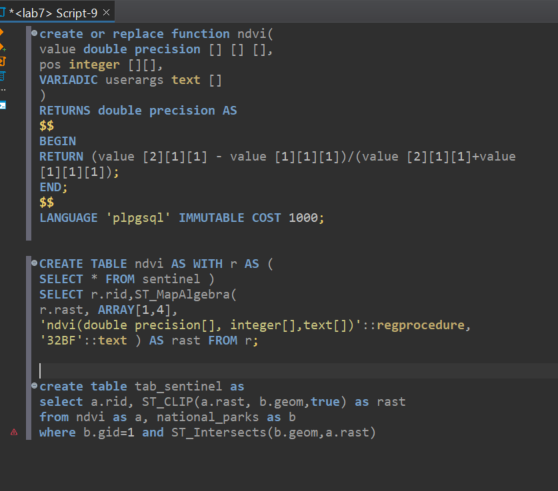 *<lab7> Script-9
create or replace function ndvi(
value double precision [] [] [],
pos integer [][],
VARIADIC userargs text []
)
RETURNS double precision AS
$$
BEGIN
RETURN (value [2][1][1] - value [1][1][1])/(value [2][1][1]+value
[1][1][1]);
END;
$$
LANGUAGE 'plpgsql' IMMUTABLE COST 1000;
CREATE TABLE ndvi AS WITH r AS (
SELECT * FROM sentinel )
SELECT r.rid,ST_MapAlgebra(
r.rast, ARRAY[1,4],
'ndvi(double precision[], integer[],text[])'::regprocedure,
'32BF'::text ) AS rast FROM r;
create table tab_sentinel as
select a.rid, ST_CLIP(a.rast, b.geom,true) as rast
from ndvi as a, national_parks as b
where b.gid=1 and ST_Intersects(b.geom,a.rast)